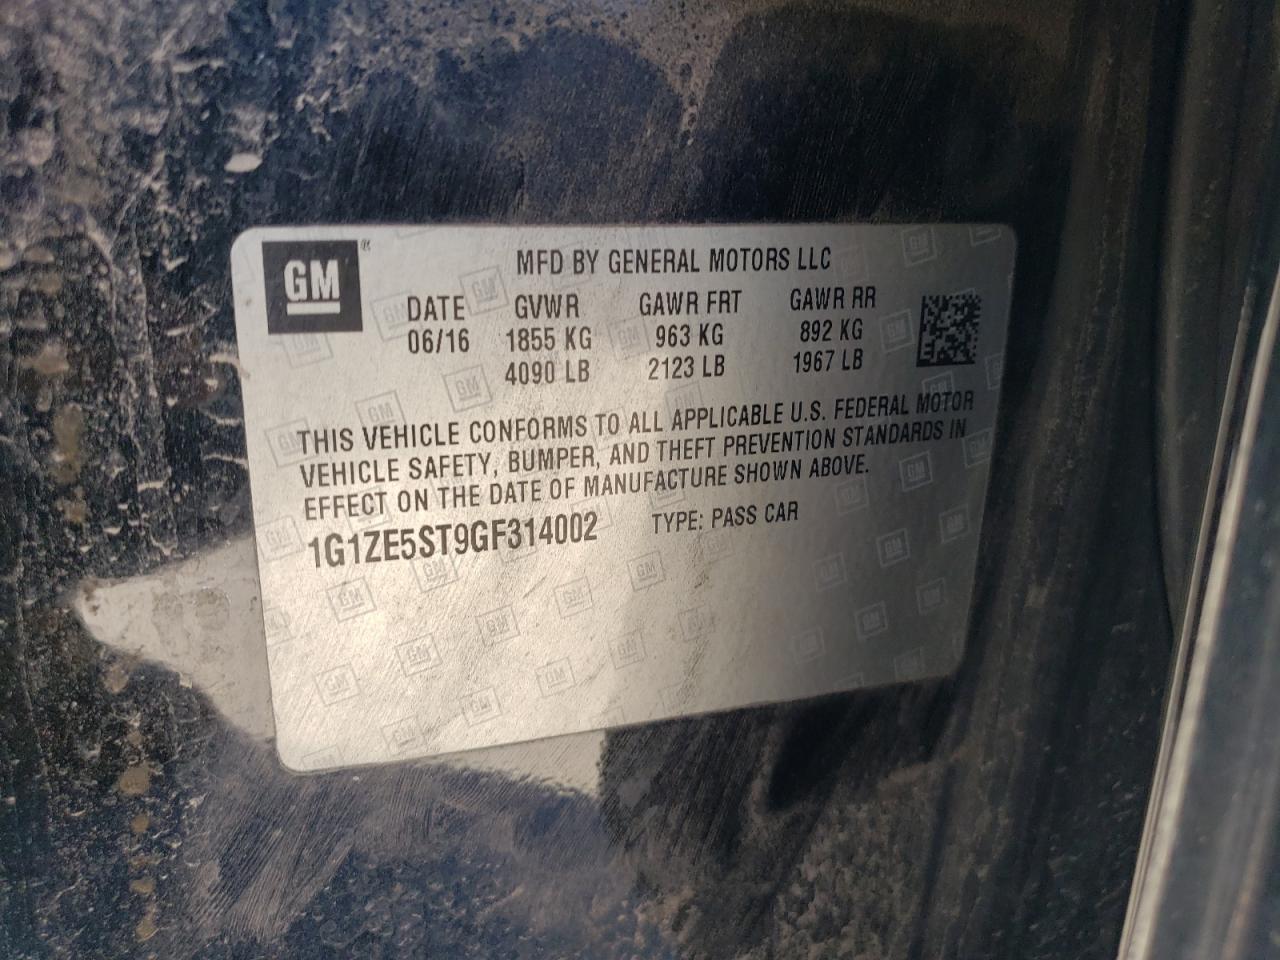 GM®
MFD BY GENERAL MOTORS LLC
DATE GVWR GAWR FRT GAWR RR
06/16 1855 KG 963 KG 892 KG
4090 LB 2123 LB 1967 LB
THIS VEHICLE CONFORMS TO ALL APPLICABLE U.S. FEDERAL MOTOR
VEHICLE SAFETY, BUMPER, AND THEFT PREVENTION STANDARDS IN
EFFECT ON THE DATE OF MANUFACTURE SHOWN ABOVE.
1G1ZE5ST9GF314002 TYPE: PASS CAR